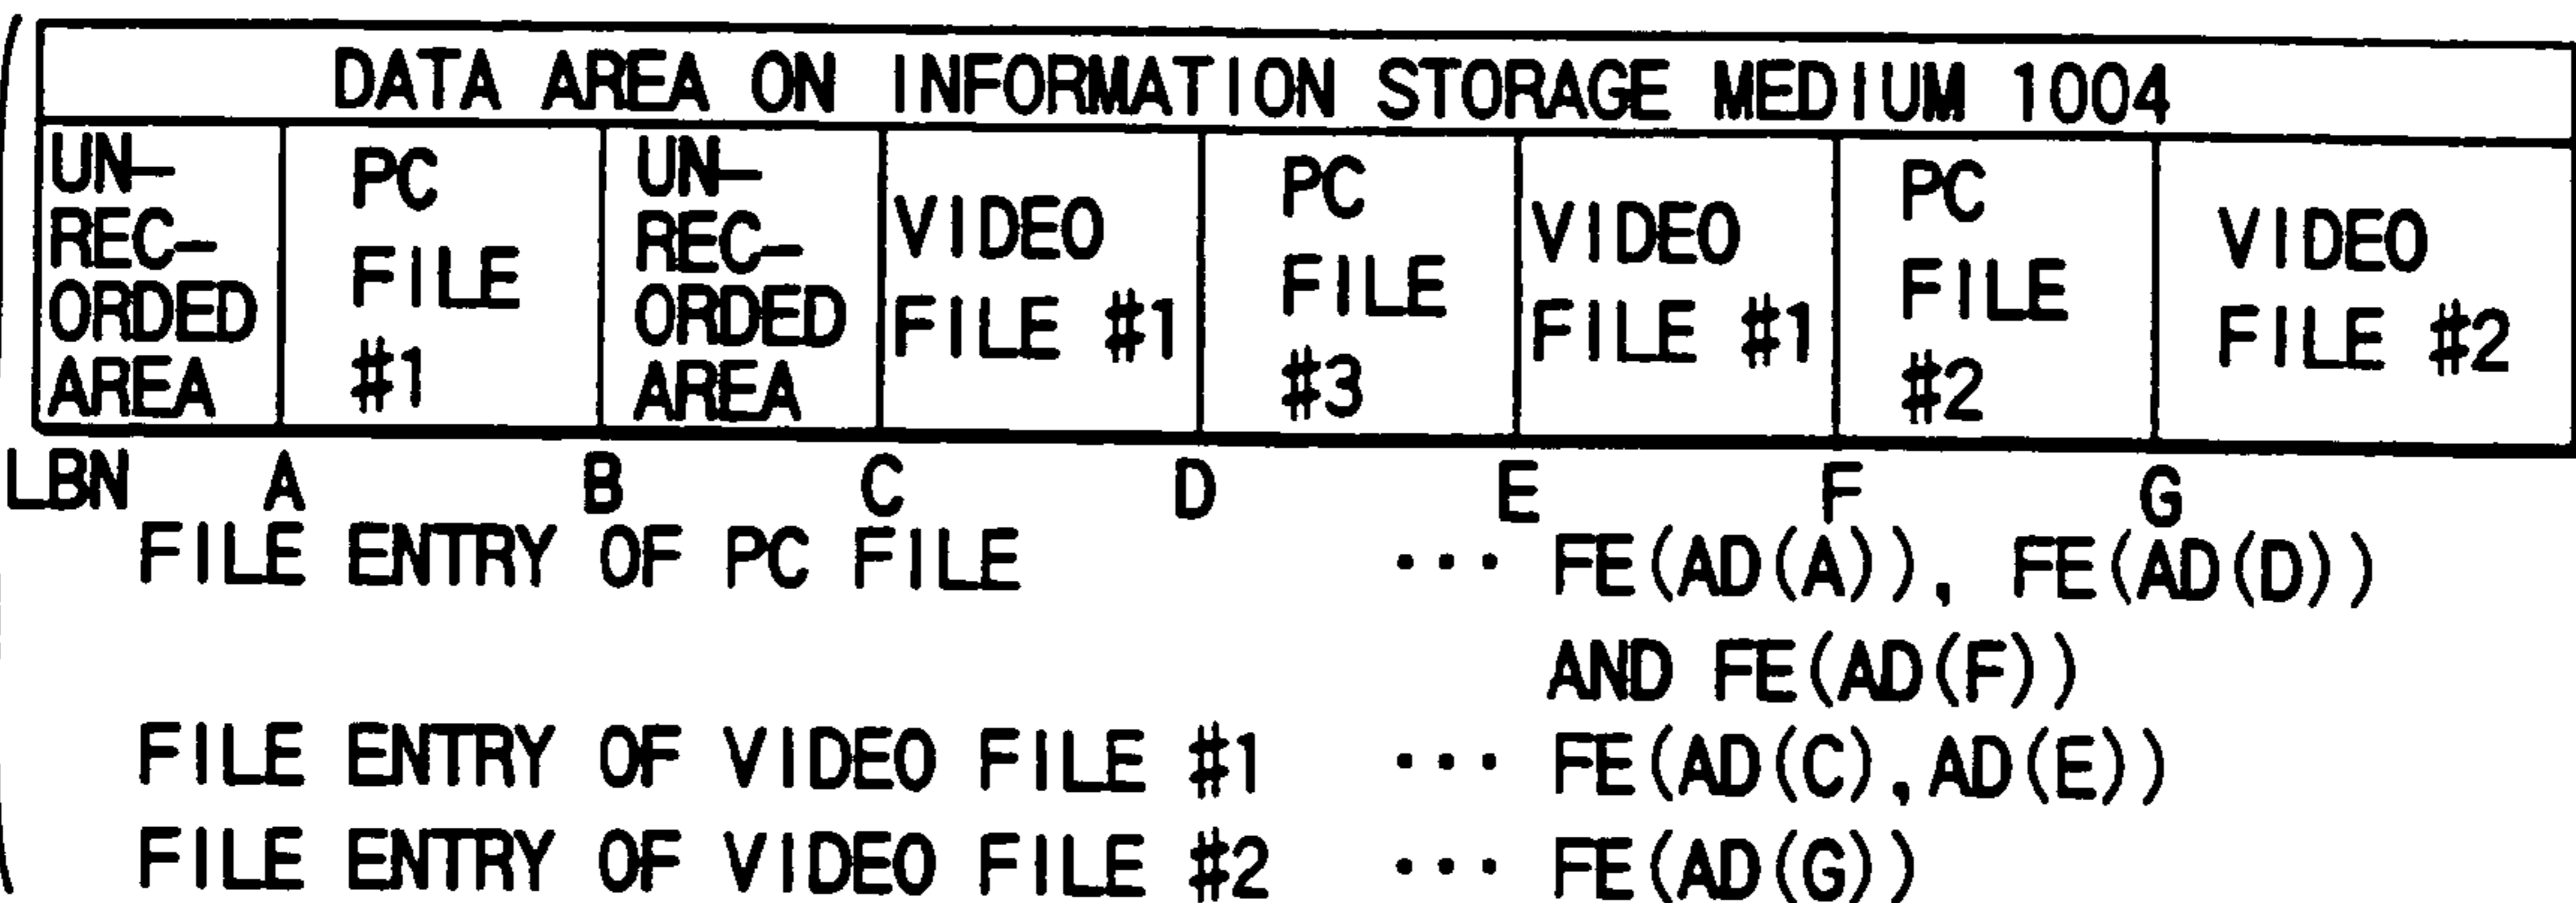 DATA AREA ON INFORMATION STORAGE MEDIUM 1004
UN-
REC-
ORDED
AREA
PC
FILE
#1
UN-
REC-
ORDED
AREA
VIDEO
FILE #1
PC
FILE
#3
VIDEO
FILE #1
PC
FILE
#2
VIDEO
FILE #2
LBN A B C D E F G
FILE ENTRY OF PC FILE ··· FE(AD(A)), FE(AD(D))
AND FE(AD(F))
FILE ENTRY OF VIDEO FILE #1 ··· FE(AD(C),AD(E))
FILE ENTRY OF VIDEO FILE #2 ··· FE(AD(G))